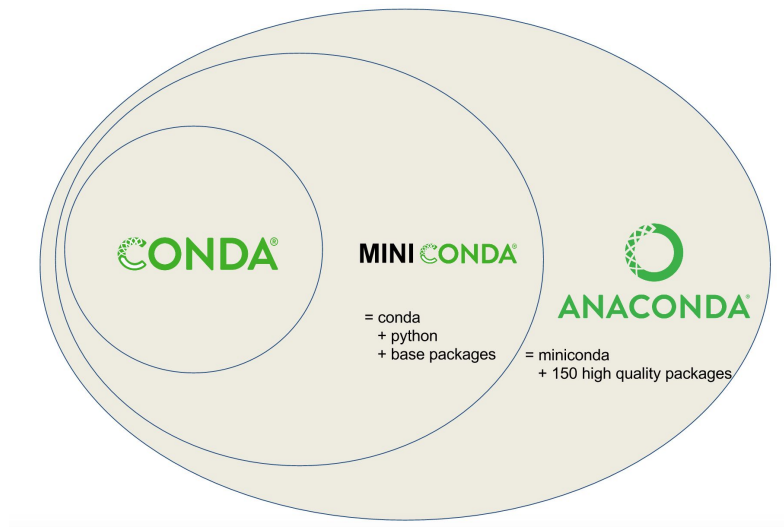 CONDA®
MINI CONDA®
= conda
+ python
+ base packages
ANACONDA®
= miniconda
+ 150 high quality packages